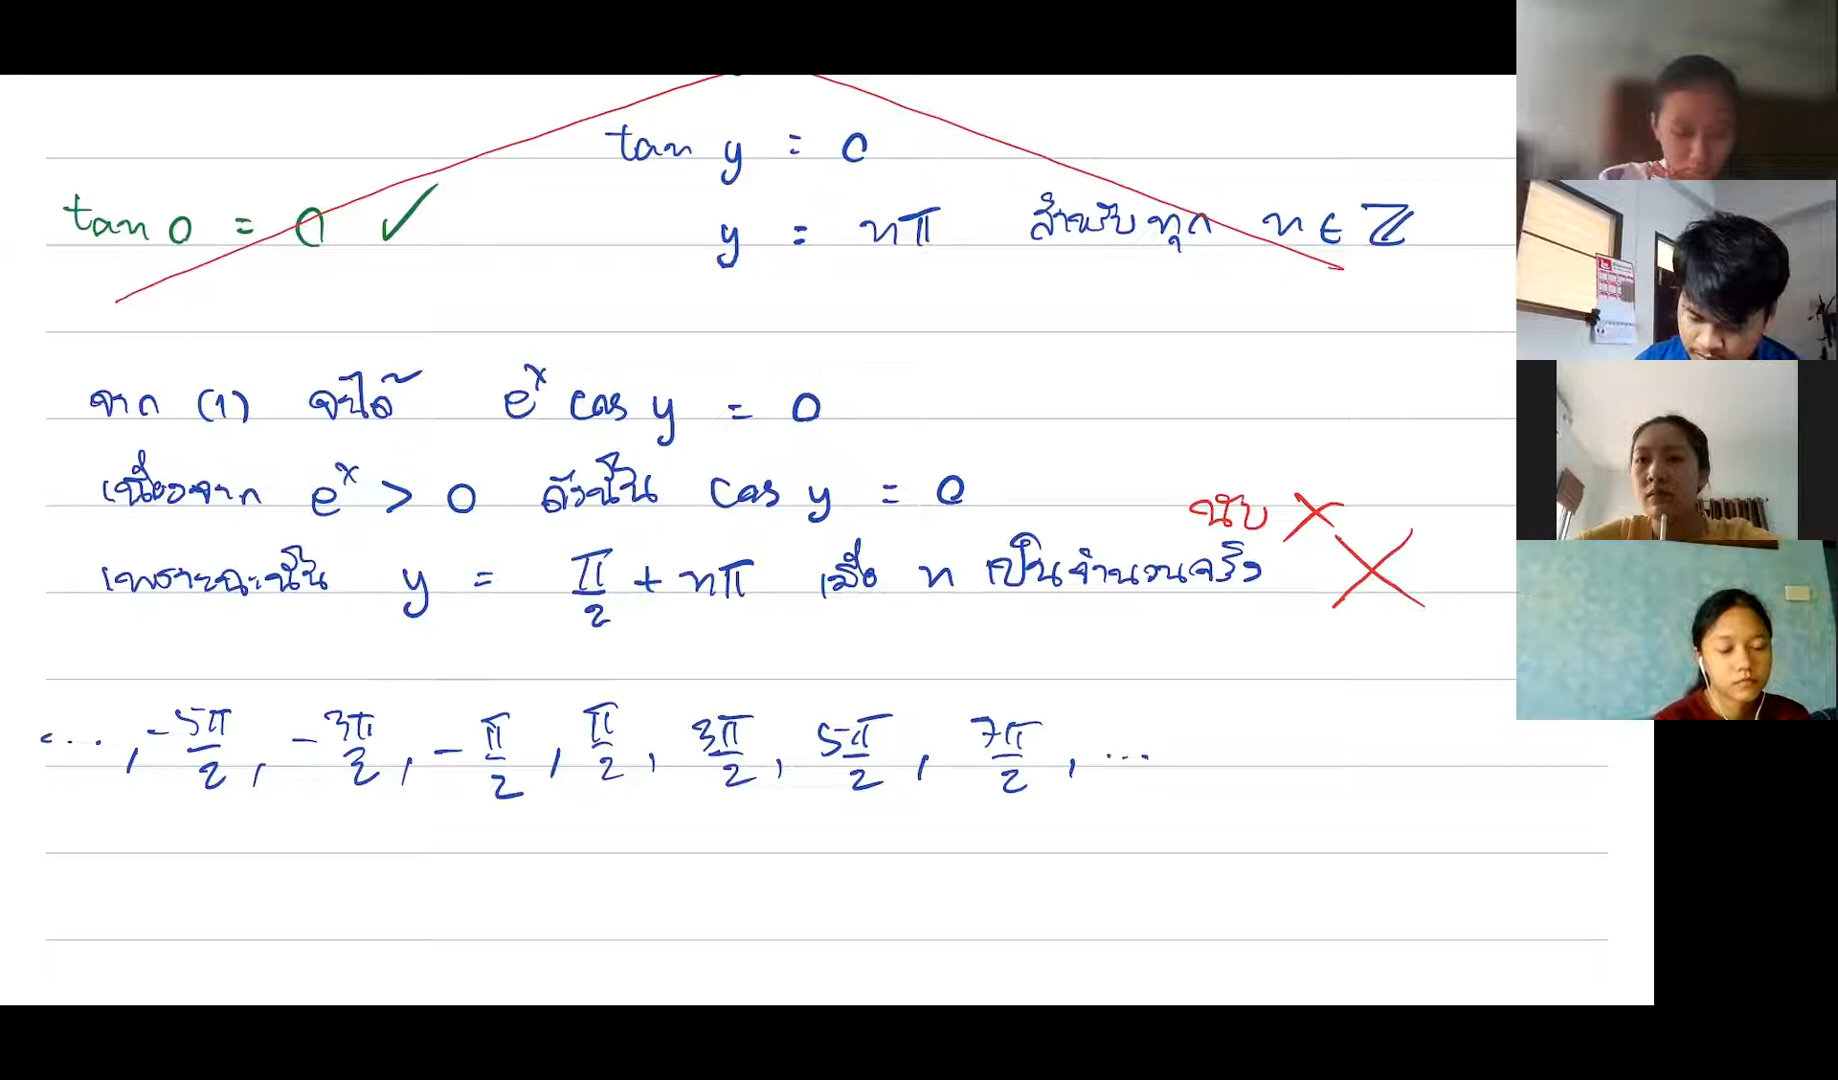 tan y = 0
tan 0 = 0 ✓
y = nπ สำหรับทุก n ∈ ℤ
จาก (1) จะได้ e^x cos y = 0
เนื่องจาก e^x > 0 ดังนั้น cos y = 0
นับ ×
เพราะฉะนั้น y = π/2 + nπ เมื่อ n เป็นจำนวนจริง ×
..., -5π/2, -3π/2, -π/2, π/2, 3π/2, 5π/2, 7π/2, ...